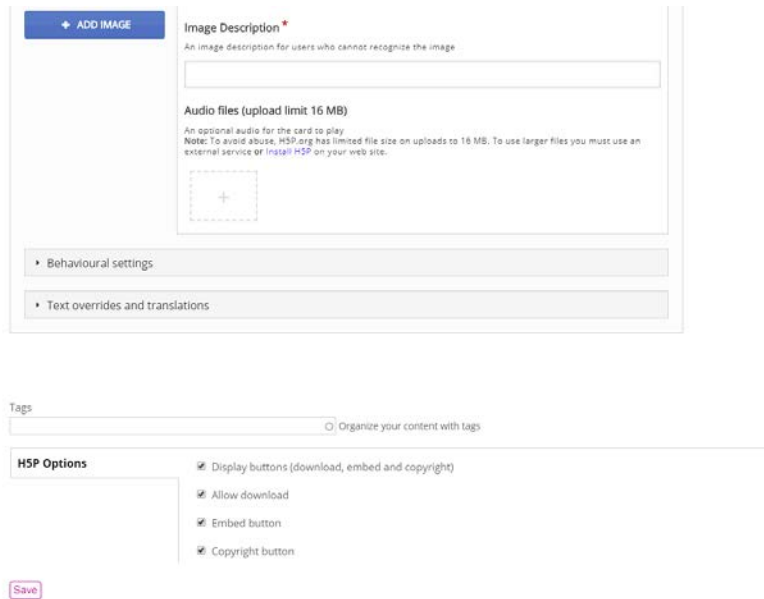 + ADD IMAGE
Image Description *
An image description for users who cannot recognize the image
Audio files (upload limit 16 MB)
An optional audio for the card to play
Note: To avoid abuse, H5P.org has limited file size on uploads to 16 MB. To use larger files you must use an
external service or Install H5P on your web site.
+
Behavioural settings
Text overrides and translations
Tags
Organize your content with tags
H5P Options
Display buttons (download, embed and copyright)
Allow download
Embed button
Copyright button
Save